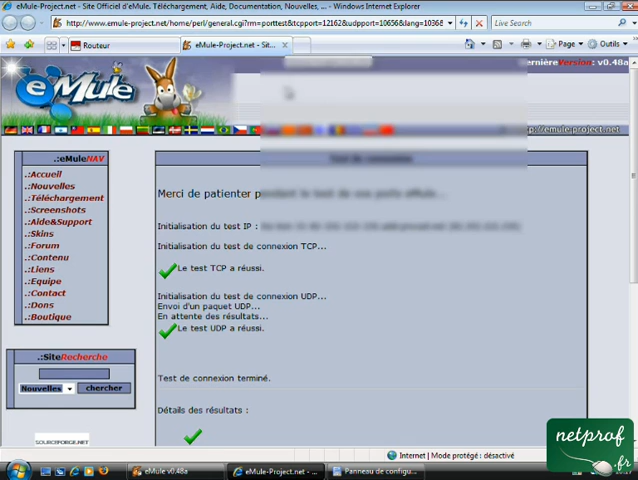 eMule-Project.net - Site Officiel d'eMule. Téléchargement, Aide, Documentation, Nouvelles, ... - Windows Internet Explorer
http://www.emule-project.net/home/perl/general.cgi?rm=porttest&tcpport=12162&udpport=10656&lang=1036&
Live Search
Routeur
eMule-Project.net - Sit...
Page
Outils
eMule
Dernière Version: v0.48a
http://emule-project.net
.:eMuleNAV
.:Accueil
.:Nouvelles
.:Téléchargement
.:Screenshots
.:Aide&Support
.:Skins
.:Forum
.:Contenu
.:Liens
.:Equipe
.:Contact
.:Dons
.:Boutique
.:SiteRecherche
Nouvelles
chercher
SOURCEFORGE.NET
Test de connexion
Merci de patienter pendant le test de vos ports eMule...
Initialisation du test IP :
Initialisation du test de connexion TCP...
Le test TCP a réussi.
Initialisation du test de connexion UDP...
Envoi d'un paquet UDP...
En attente des résultats...
Le test UDP a réussi.
Test de connexion terminé.
Détails des résultats :
Internet | Mode protégé : désactivé
eMule v0.48a
eMule-Project.net - ...
Panneau de configu...
netprof
.fr